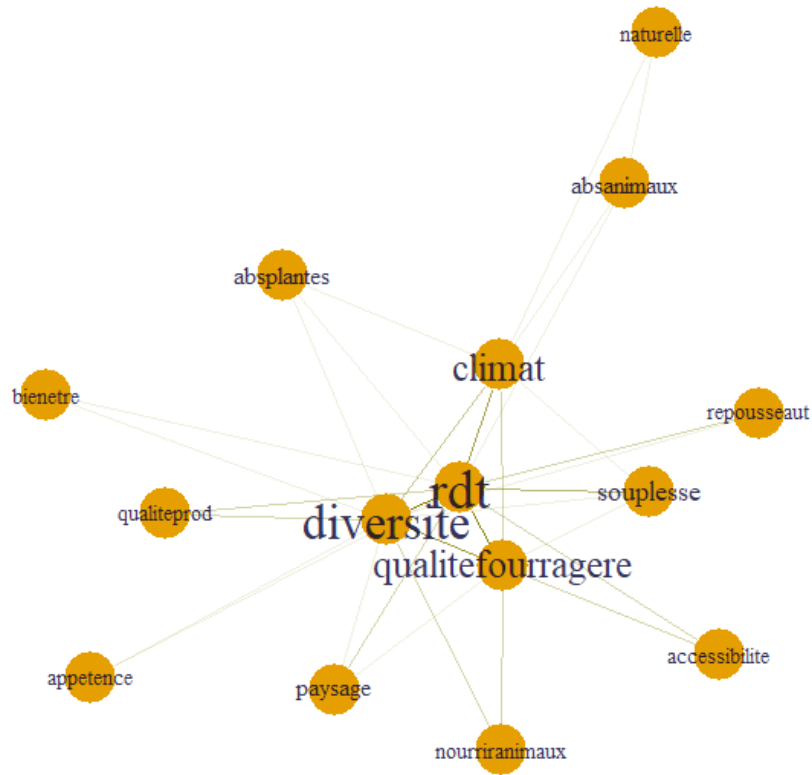 naturelle
absanimaux
absplantes
climat
bienetre
repousseaut
rdt
souplesse
qualiteprod
diversite
qualitefourragere
accessibilite
appetence
paysage
nourriranimaux